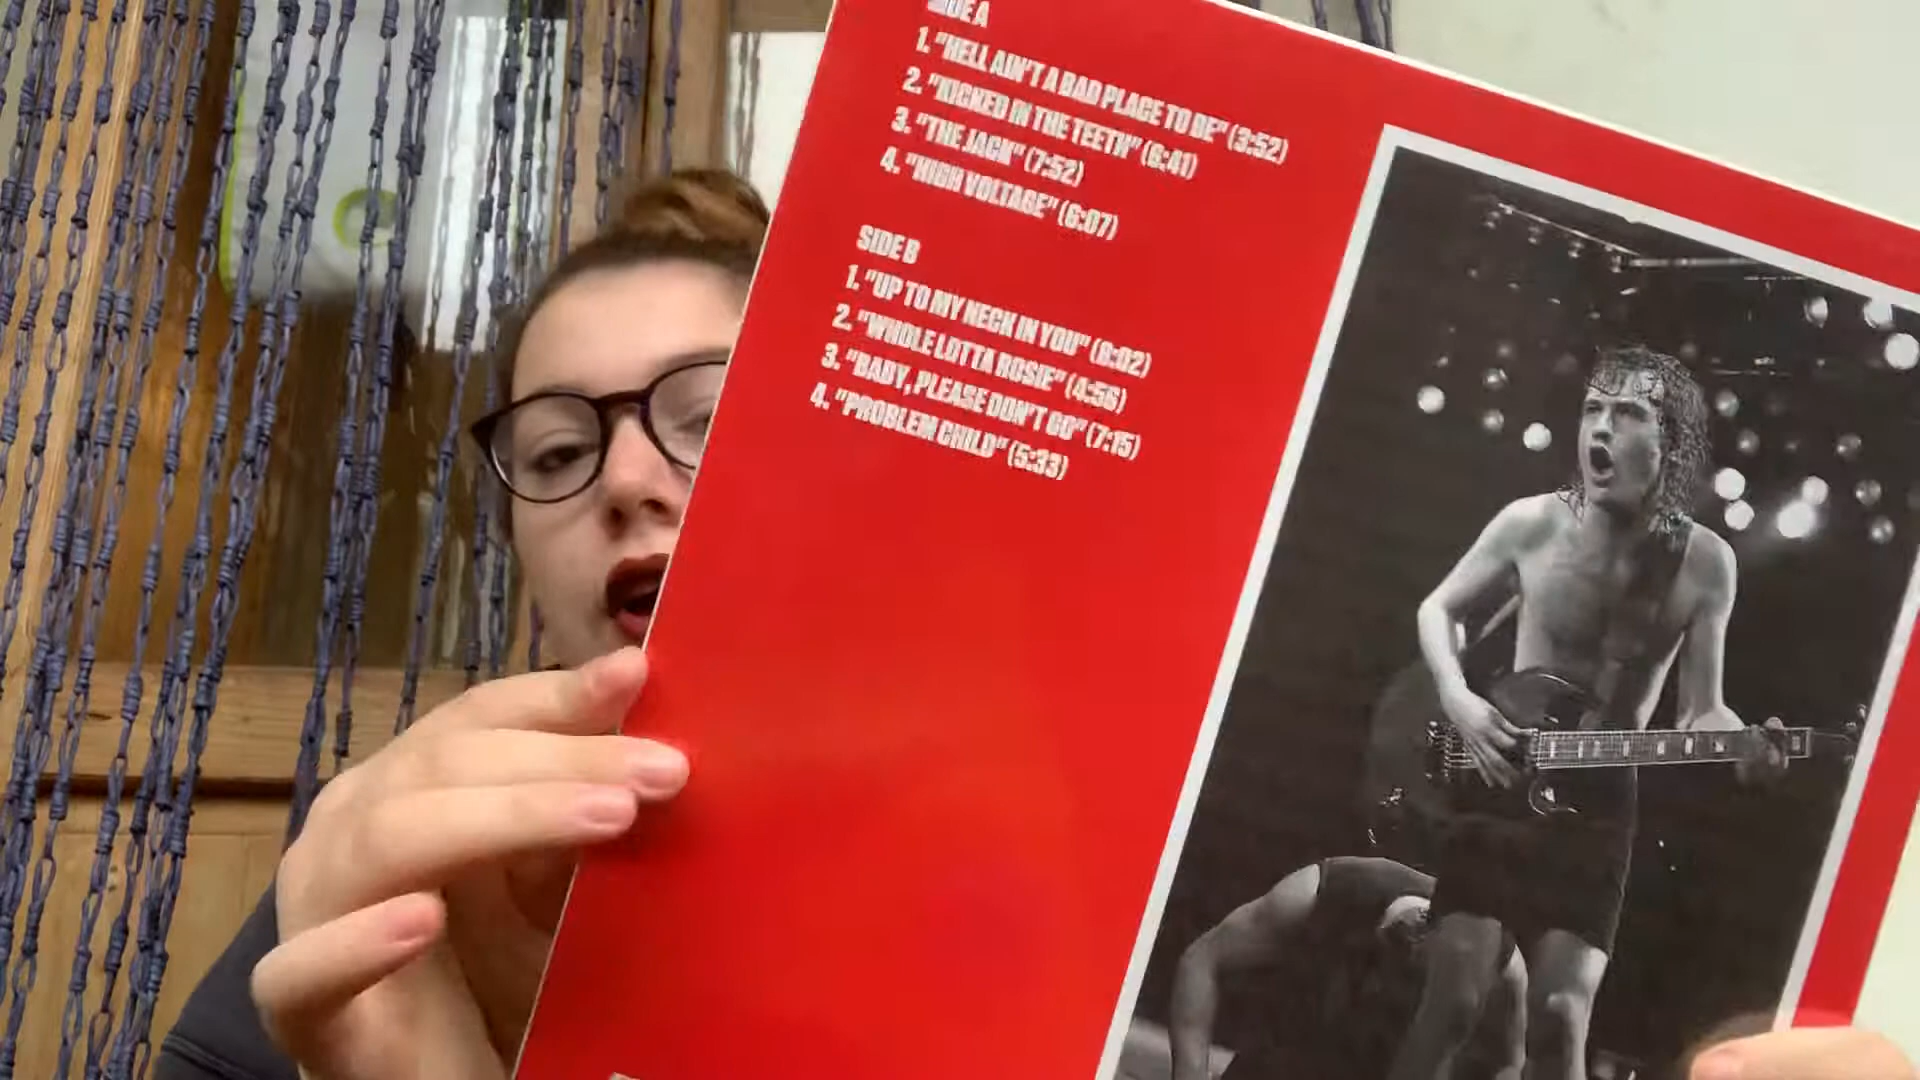 SIDE A
1. "HELL AIN'T A BAD PLACE TO BE" (3:52)
2. "KICKED IN THE TEETH" (6:41)
3. "THE JACK" (7:52)
4. "HIGH VOLTAGE" (6:07)
SIDE B
1. "UP TO MY NECK IN YOU" (6:02)
2. "WHOLE LOTTA ROSIE" (4:56)
3. "BABY, PLEASE DON'T GO" (7:15)
4. "PROBLEM CHILD" (5:33)